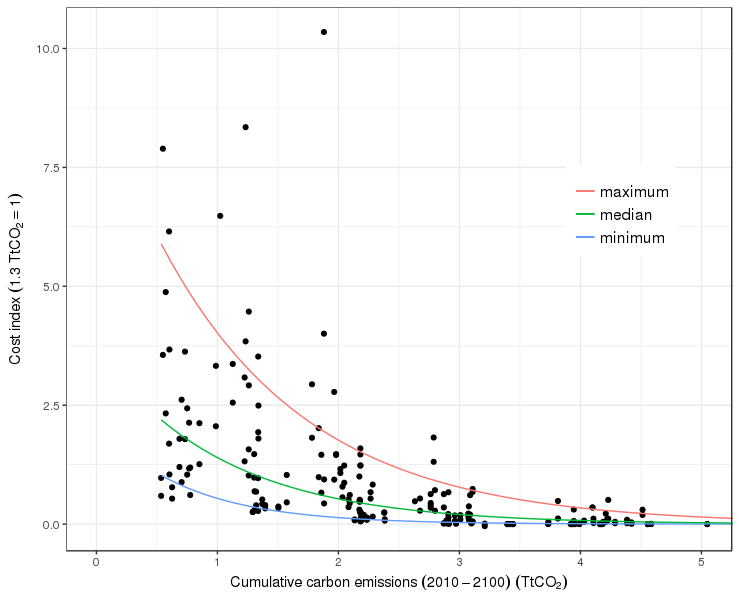 10.0
7.5
5.0
2.5
0.0
Cost index (1.3 TtCO₂ = 1)
maximum
median
minimum
0 1 2 3 4 5
Cumulative carbon emissions (2010 – 2100) (TtCO₂)